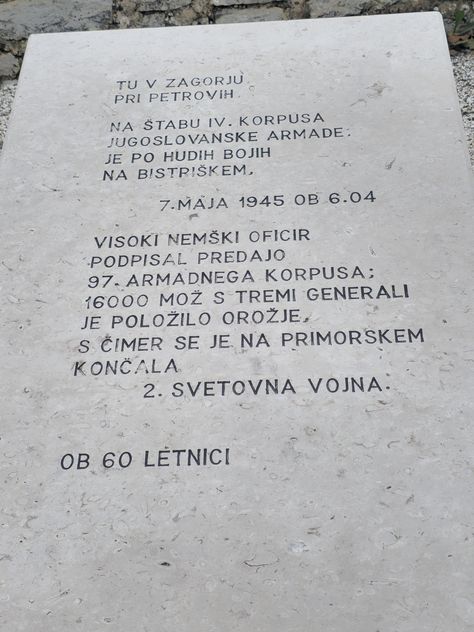 TU V ZAGORJU
PRI PETROVIH
NA ŠTABU IV. KORPUSA
JUGOSLOVANSKE ARMADE.
JE PO HUDIH BOJIH
NA BISTRIŠKEM,
7. MAJA 1945 OB 6.04
VISOKI NEMŠKI OFICIR
PODPISAL PREDAJO
97. ARMADNEGA KORPUSA;
16000 MOŽ S TREMI GENERALI
JE POLOŽILO OROŽJE,
S ČIMER SE JE NA PRIMORSKEM
KONČALA
2. SVETOVNA VOJNA.
OB 60 LETNICI